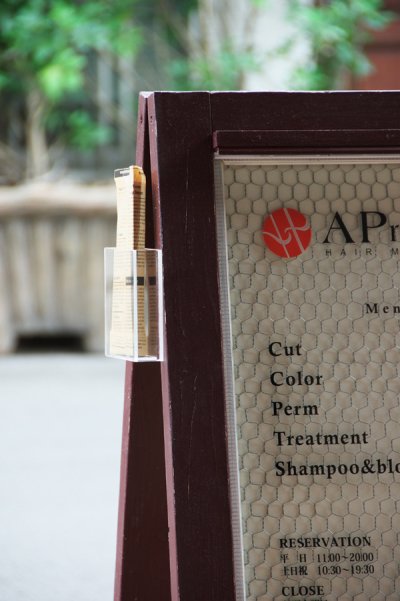 APr
HAIR M
Men
Cut
Color
Perm
Treatment
Shampoo&blo
RESERVATION
平 日 11:00~20:00
土日祝 10:30~19:30
CLOSE